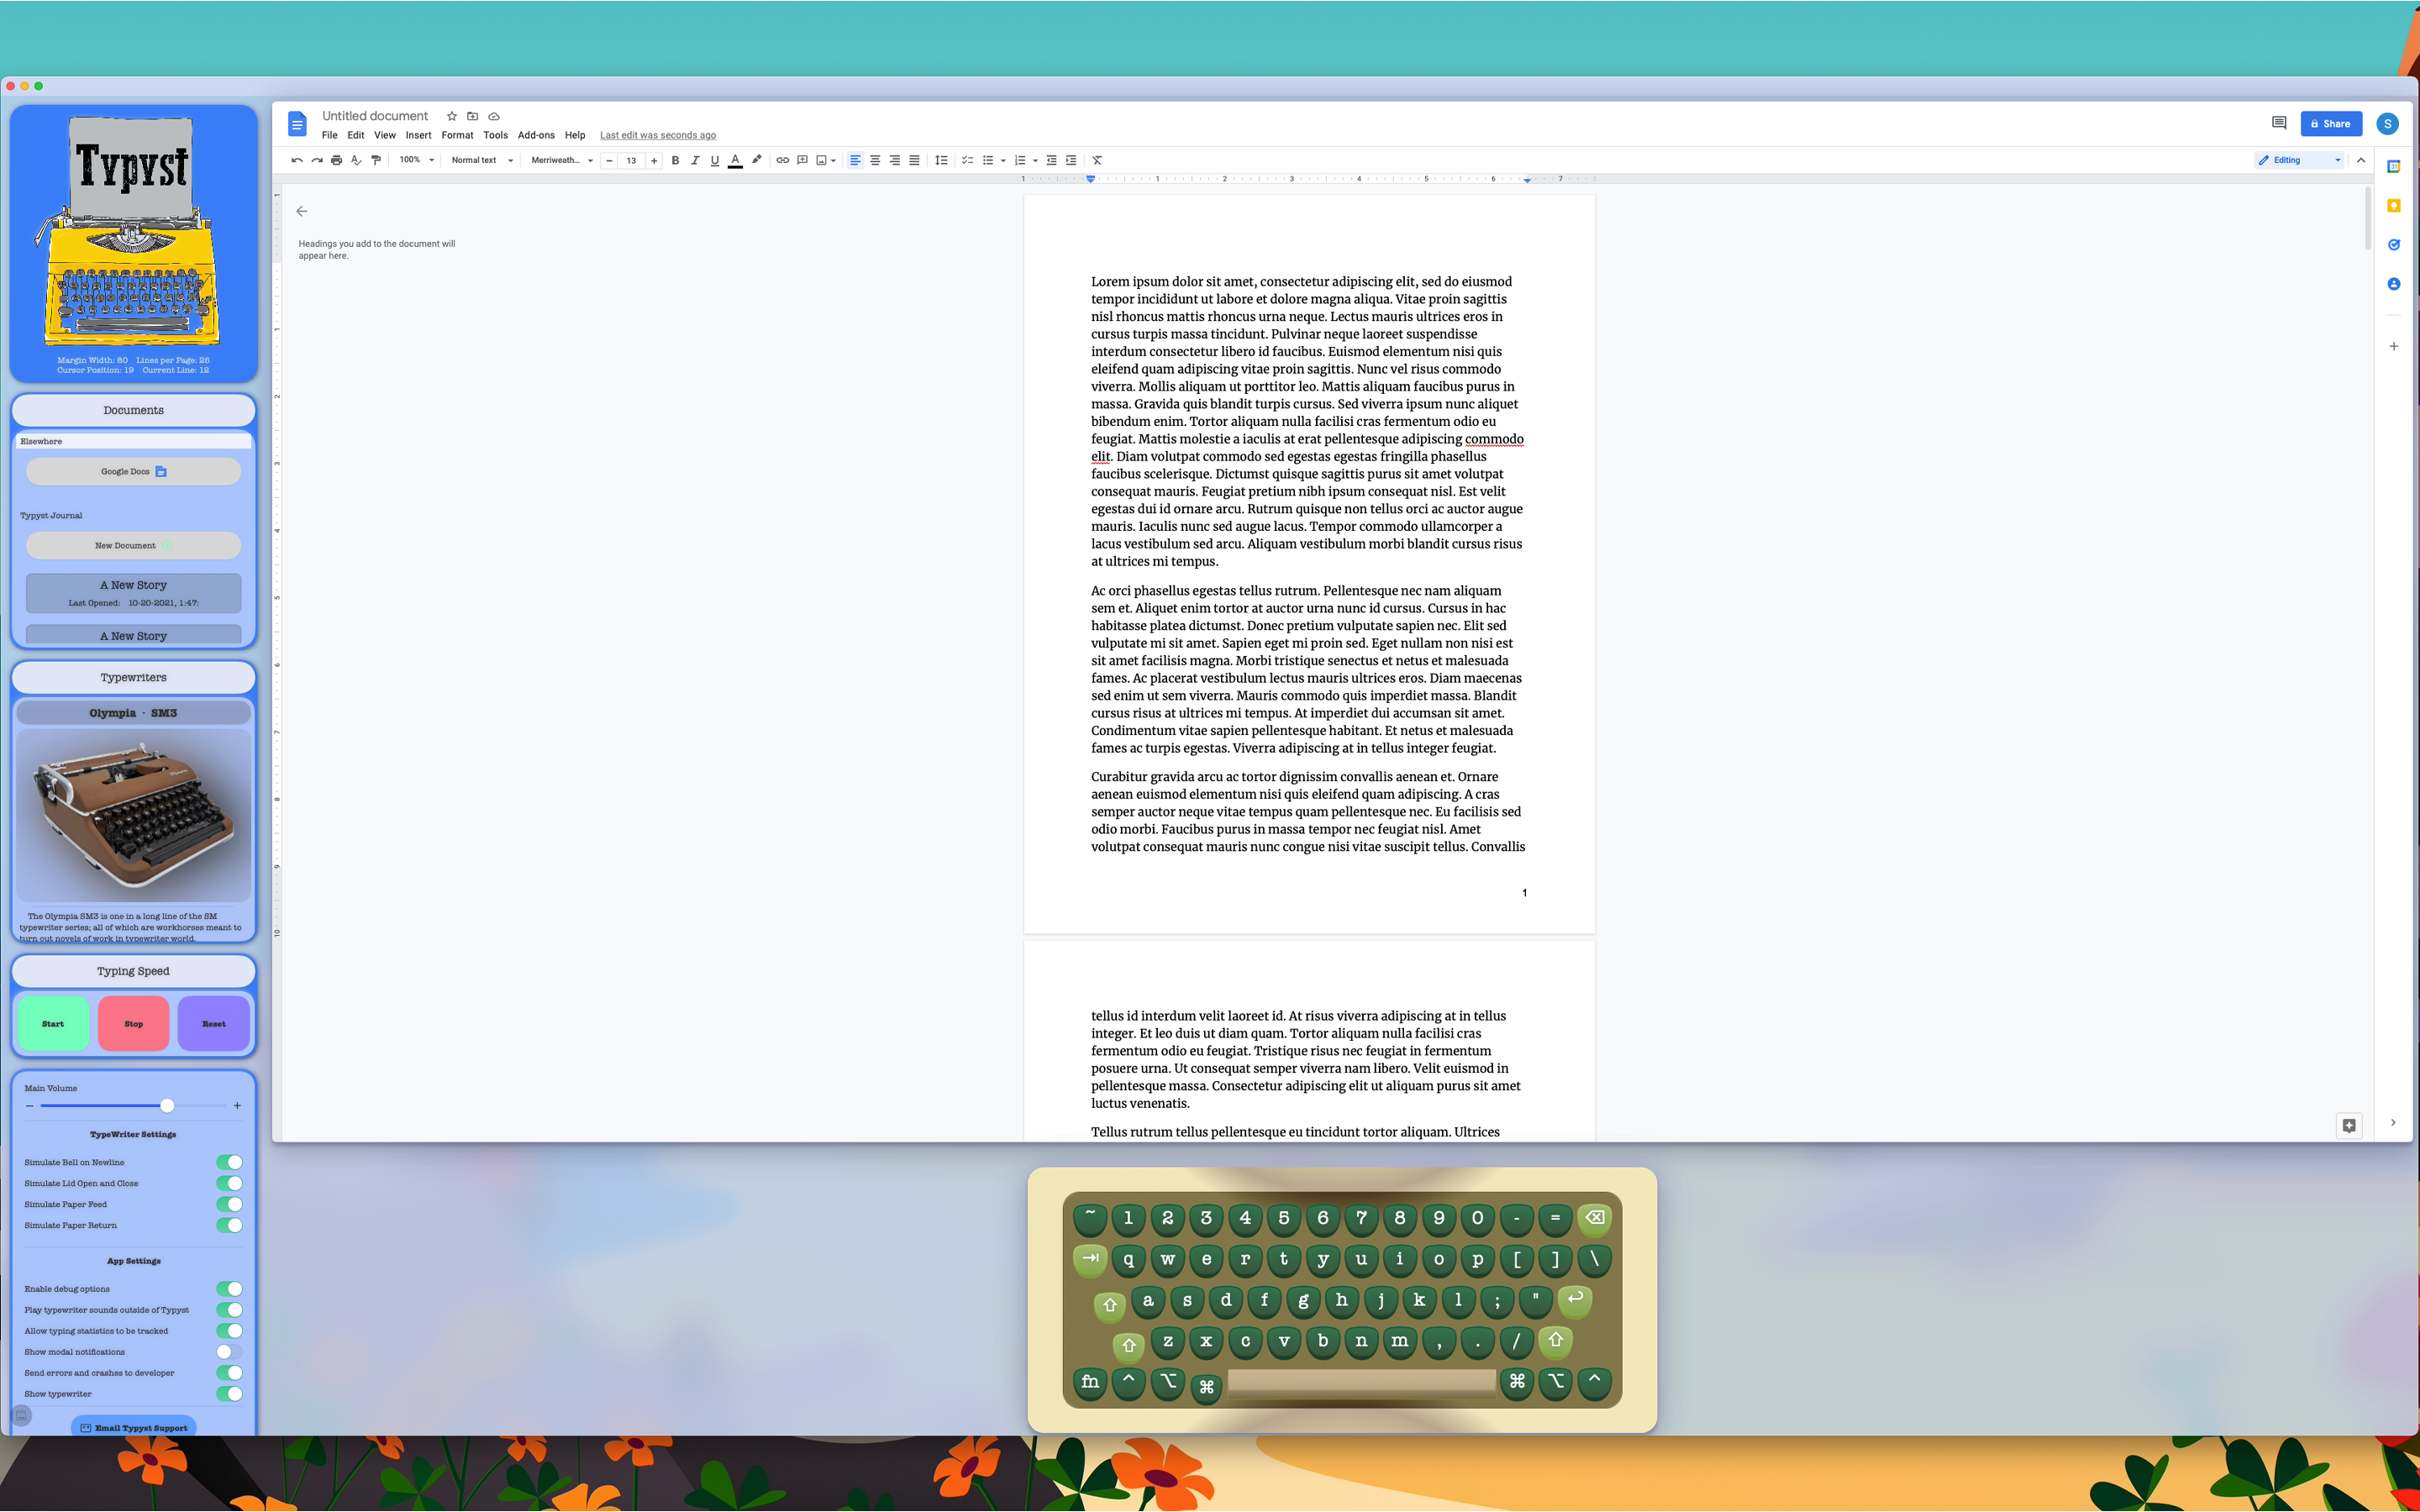 Typyst
Margin Width: 80 Lines per Page: 25
Cursor Position: 19 Current Line: 12
Documents
Elsewhere
Google Docs
Typyst Journal
New Document
A New Story
Last Opened: 10-20-2021, 1:47:
A New Story
Typewriters
Olympia - SM3
The Olympia SM3 is one in a long line of the SM
typewriter series; all of which are workhorses meant to
turn out novels of work in typewriter world.
Typing Speed
Start Stop Reset
Main Volume
− +
TypeWriter Settings
Simulate Bell on Newline
Simulate Lid Open and Close
Simulate Paper Feed
Simulate Paper Return
App Settings
Enable debug options
Play typewriter sounds outside of Typyst
Allow typing statistics to be tracked
Show modal notifications
Send errors and crashes to developer
Show typewriter
Email Typyst Support
Untitled document
File Edit View Insert Format Tools Add-ons Help Last edit was seconds ago
Share
S
100% Normal text Merriweath... − 13 + B I U A
Editing
1 1 2 3 4 5 6 7
1
1
2
3
4
5
6
7
8
9
10
Headings you add to the document will
appear here.
Lorem ipsum dolor sit amet, consectetur adipiscing elit, sed do eiusmod
tempor incididunt ut labore et dolore magna aliqua. Vitae proin sagittis
nisl rhoncus mattis rhoncus urna neque. Lectus mauris ultrices eros in
cursus turpis massa tincidunt. Pulvinar neque laoreet suspendisse
interdum consectetur libero id faucibus. Euismod elementum nisi quis
eleifend quam adipiscing vitae proin sagittis. Nunc vel risus commodo
viverra. Mollis aliquam ut porttitor leo. Mattis aliquam faucibus purus in
massa. Gravida quis blandit turpis cursus. Sed viverra ipsum nunc aliquet
bibendum enim. Tortor aliquam nulla facilisi cras fermentum odio eu
feugiat. Mattis molestie a iaculis at erat pellentesque adipiscing commodo
elit. Diam volutpat commodo sed egestas egestas fringilla phasellus
faucibus scelerisque. Dictumst quisque sagittis purus sit amet volutpat
consequat mauris. Feugiat pretium nibh ipsum consequat nisl. Est velit
egestas dui id ornare arcu. Rutrum quisque non tellus orci ac auctor augue
mauris. Iaculis nunc sed augue lacus. Tempor commodo ullamcorper a
lacus vestibulum sed arcu. Aliquam vestibulum morbi blandit cursus risus
at ultrices mi tempus.
Ac orci phasellus egestas tellus rutrum. Pellentesque nec nam aliquam
sem et. Aliquet enim tortor at auctor urna nunc id cursus. Cursus in hac
habitasse platea dictumst. Donec pretium vulputate sapien nec. Elit sed
vulputate mi sit amet. Sapien eget mi proin sed. Eget nullam non nisi est
sit amet facilisis magna. Morbi tristique senectus et netus et malesuada
fames. Ac placerat vestibulum lectus mauris ultrices eros. Diam maecenas
sed enim ut sem viverra. Mauris commodo quis imperdiet massa. Blandit
cursus risus at ultrices mi tempus. At imperdiet dui accumsan sit amet.
Condimentum vitae sapien pellentesque habitant. Et netus et malesuada
fames ac turpis egestas. Viverra adipiscing at in tellus integer feugiat.
Curabitur gravida arcu ac tortor dignissim convallis aenean et. Ornare
aenean euismod elementum nisi quis eleifend quam adipiscing. A cras
semper auctor neque vitae tempus quam pellentesque nec. Eu facilisis sed
odio morbi. Faucibus purus in massa tempor nec feugiat nisl. Amet
volutpat consequat mauris nunc congue nisi vitae suscipit tellus. Convallis
1
tellus id interdum velit laoreet id. At risus viverra adipiscing at in tellus
integer. Et leo duis ut diam quam. Tortor aliquam nulla facilisi cras
fermentum odio eu feugiat. Tristique risus nec feugiat in fermentum
posuere urna. Ut consequat semper viverra nam libero. Velit euismod in
pellentesque massa. Consectetur adipiscing elit ut aliquam purus sit amet
luctus venenatis.
Tellus rutrum tellus pellentesque eu tincidunt tortor aliquam. Ultrices
~ 1 2 3 4 5 6 7 8 9 0 - =
q w e r t y u i o p [ ] \
a s d f g h j k l ; "
z x c v b n m , . /
fn ^ ⌥ ⌘ ⌘ ⌥ ^